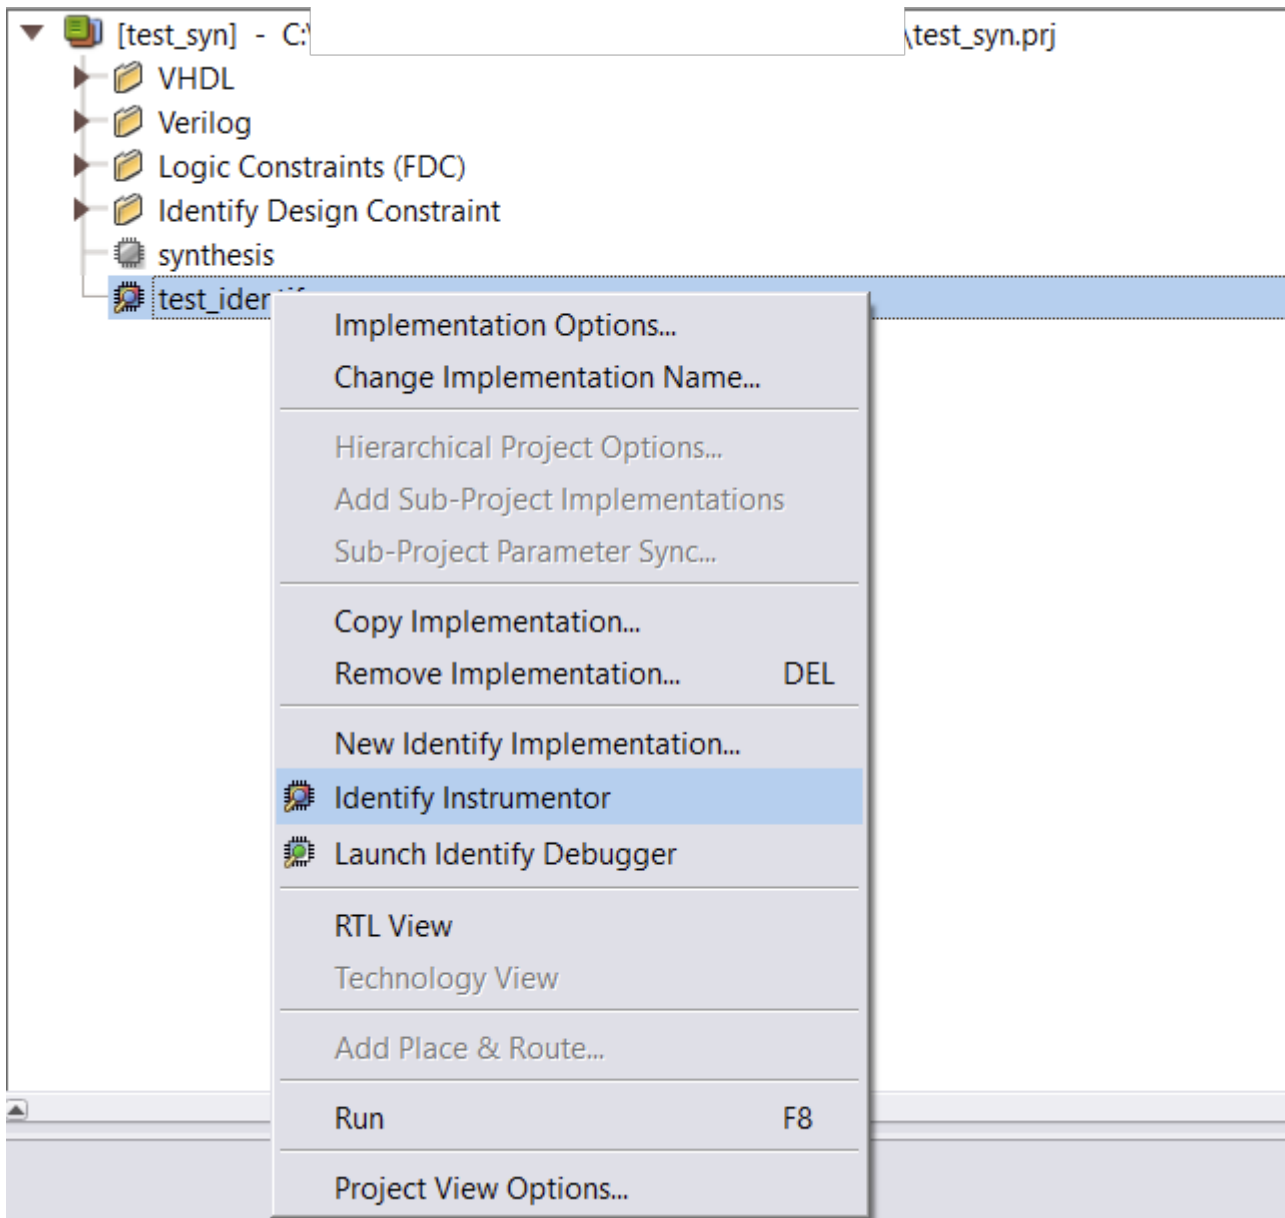 [test_syn] - C:\ \test_syn.prj
VHDL
Verilog
Logic Constraints (FDC)
Identify Design Constraint
synthesis
Implementation Options...
Change Implementation Name...
Hierarchical Project Options...
Add Sub-Project Implementations
Sub-Project Parameter Sync...
Copy Implementation...
Remove Implementation... DEL
New Identify Implementation...
Identify Instrumentor
Launch Identify Debugger
RTL View
Technology View
Add Place & Route...
Run F8
Project View Options...